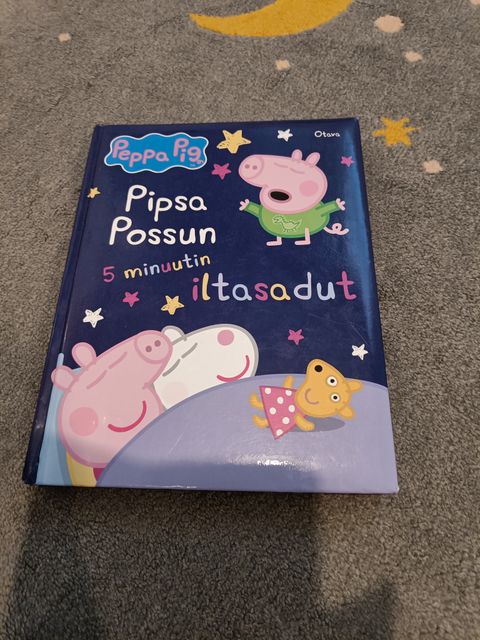 Otava
Peppa Pig
Pipsa
Possun
5 minuutin
iltasadut